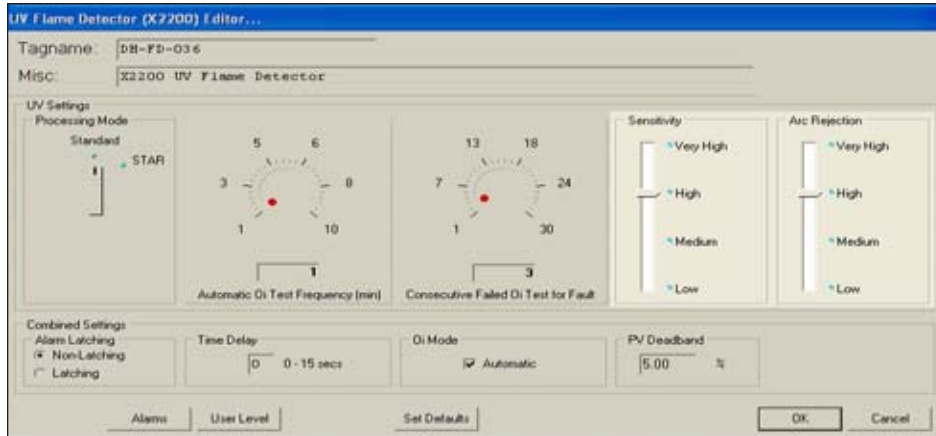 UV Flame Detector (X2200) Editor...
Tagname: DH-FD-036
Misc: X2200 UV Flame Detector
UV Settings
Processing Mode
Standard
STAR
5 6
3 8
1 10
1
Automatic Oi Test Frequency (min)
13 18
7 24
1 30
3
Consecutive Failed Oi Test for Fault
Sensitivity
Very High
High
Medium
Low
Arc Rejection
Very High
High
Medium
Low
Combined Settings
Alarm Latching
Non-Latching
Latching
Time Delay
0 0 - 15 secs
Oi Mode
Automatic
PV Deadband
5.00 %
Alarms User Level Set Defaults OK Cancel